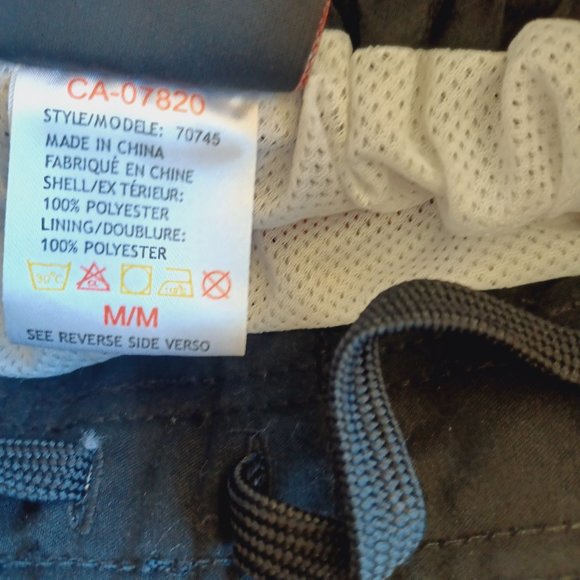 CA-07820
STYLE/MODELE: 70745
MADE IN CHINA
FABRIQUÉ EN CHINE
SHELL/EXTÉRIEUR:
100% POLYESTER
LINING/DOUBLURE:
100% POLYESTER
30°C
M/M
SEE REVERSE SIDE VERSO